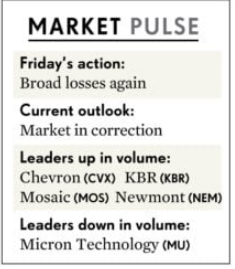 MARKET PULSE
Friday's action:
Broad losses again
Current outlook:
Market in correction
Leaders up in volume:
Chevron (CVX) KBR (KBR)
Mosaic (MOS) Newmont (NEM)
Leaders down in volume:
Micron Technology (MU)